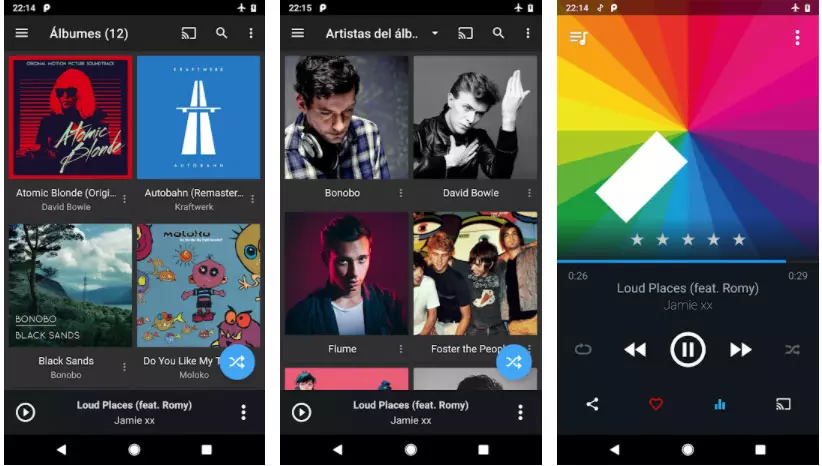 22:14
Álbumes (12)
ORIGINAL MOTION PICTURE SOUNDTRACK
Atomic Blonde
KRAFTWERK
AUTOBAHN
Atomic Blonde (Origi...
David Bowie
Autobahn (Remaster...
Kraftwerk
BONOBO
BLACK SANDS
moloko
Black Sands
Bonobo
Do You Like My T
Moloko
Loud Places (feat. Romy)
Jamie xx
22:15
Artistas del álb..
Bonobo
David Bowie
Flume
Foster the Peopl
Loud Places (feat. Romy)
Jamie xx
22:14
0:26
0:29
Loud Places (feat. Romy)
Jamie xx